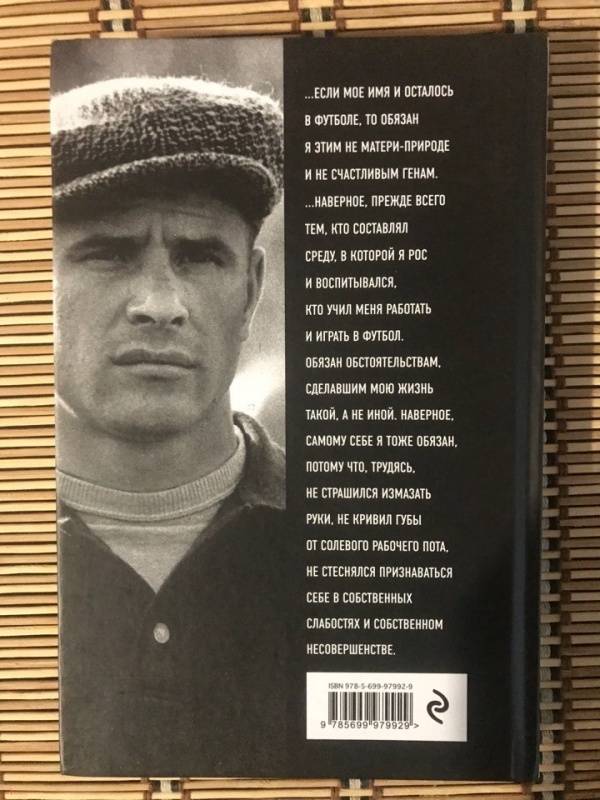 ...ЕСЛИ МОЕ ИМЯ И ОСТАЛОСЬ
В ФУТБОЛЕ, ТО ОБЯЗАН
Я ЭТИМ НЕ МАТЕРИ-ПРИРОДЕ
И НЕ СЧАСТЛИВЫМ ГЕНАМ.
...НАВЕРНОЕ, ПРЕЖДЕ ВСЕГО
ТЕМ, КТО СОСТАВЛЯЛ
СРЕДУ, В КОТОРОЙ Я РОС
И ВОСПИТЫВАЛСЯ,
КТО УЧИЛ МЕНЯ РАБОТАТЬ
И ИГРАТЬ В ФУТБОЛ.
ОБЯЗАН ОБСТОЯТЕЛЬСТВАМ,
СДЕЛАВШИМ МОЮ ЖИЗНЬ
ТАКОЙ, А НЕ ИНОЙ. НАВЕРНОЕ,
САМОМУ СЕБЕ Я ТОЖЕ ОБЯЗАН,
ПОТОМУ ЧТО, ТРУДЯСЬ,
НЕ СТРАШИЛСЯ ИЗМАЗАТЬ
РУКИ, НЕ КРИВИЛ ГУБЫ
ОТ СОЛЕВОГО РАБОЧЕГО ПОТА,
НЕ СТЕСНЯЛСЯ ПРИЗНАВАТЬСЯ
СЕБЕ В СОБСТВЕННЫХ
СЛАБОСТЯХ И СОБСТВЕННОМ
НЕСОВЕРШЕНСТВЕ.
ISBN 978-5-699-97992-9
9 785699 979929 >